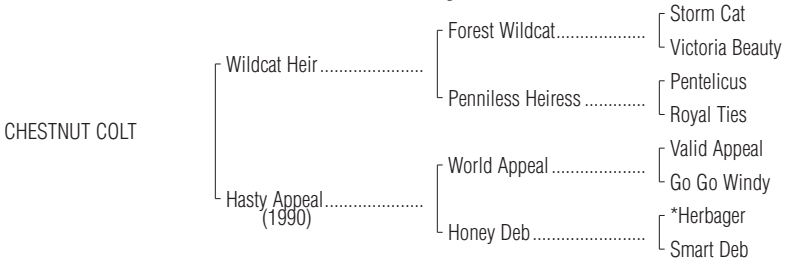 Storm Cat
Forest Wildcat...................
Victoria Beauty
Wildcat Heir......................
Pentelicus
Penniless Heiress .............
Royal Ties
CHESTNUT COLT
Valid Appeal
World Appeal ....................
Go Go Windy
Hasty Appeal.....................
(1990)
*Herbager
Honey Deb........................
Smart Deb